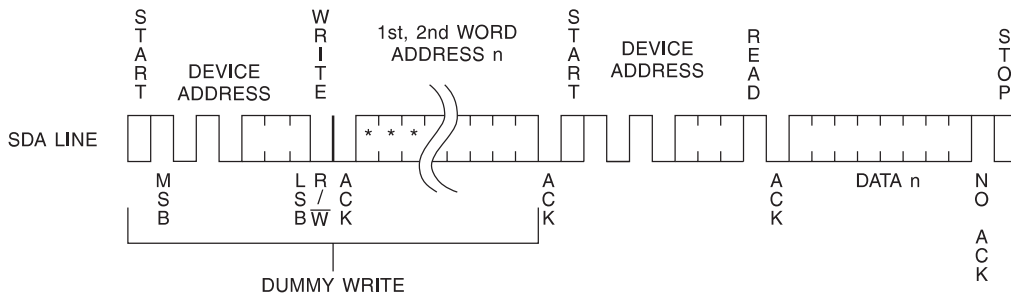 START
WRITE
1st, 2nd WORD
ADDRESS n
START
READ
STOP
DEVICE
ADDRESS
DEVICE
ADDRESS
SDA LINE
* * *
MSB
LSB
R/W
ACK
ACK
ACK
DATA n
NO ACK
DUMMY WRITE